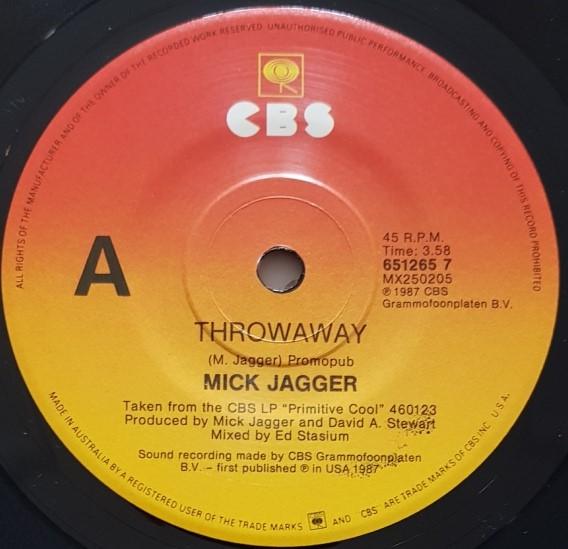 ALL RIGHTS OF THE MANUFACTURER AND OF THE OWNER OF THE RECORDED WORK RESERVED. UNAUTHORISED PUBLIC PERFORMANCE, BROADCASTING AND COPYING OF THIS RECORD PROHIBITED
CBS
A
45 R.P.M.
Time: 3.58
651265 7
MX250205
℗ 1987 CBS
Grammofoonplaten B.V.
THROWAWAY
(M. Jagger) Promopub
MICK JAGGER
Taken from the CBS LP "Primitive Cool" 460123
Produced by Mick Jagger and David A. Stewart
Mixed by Ed Stasium
Sound recording made by CBS Grammofoonplaten
B.V. – first published ℗ in USA 1987
MADE IN AUSTRALIA BY A REGISTERED USER OF THE TRADE MARKS AND CBS ARE TRADE MARKS OF CBS INC. U.S.A.